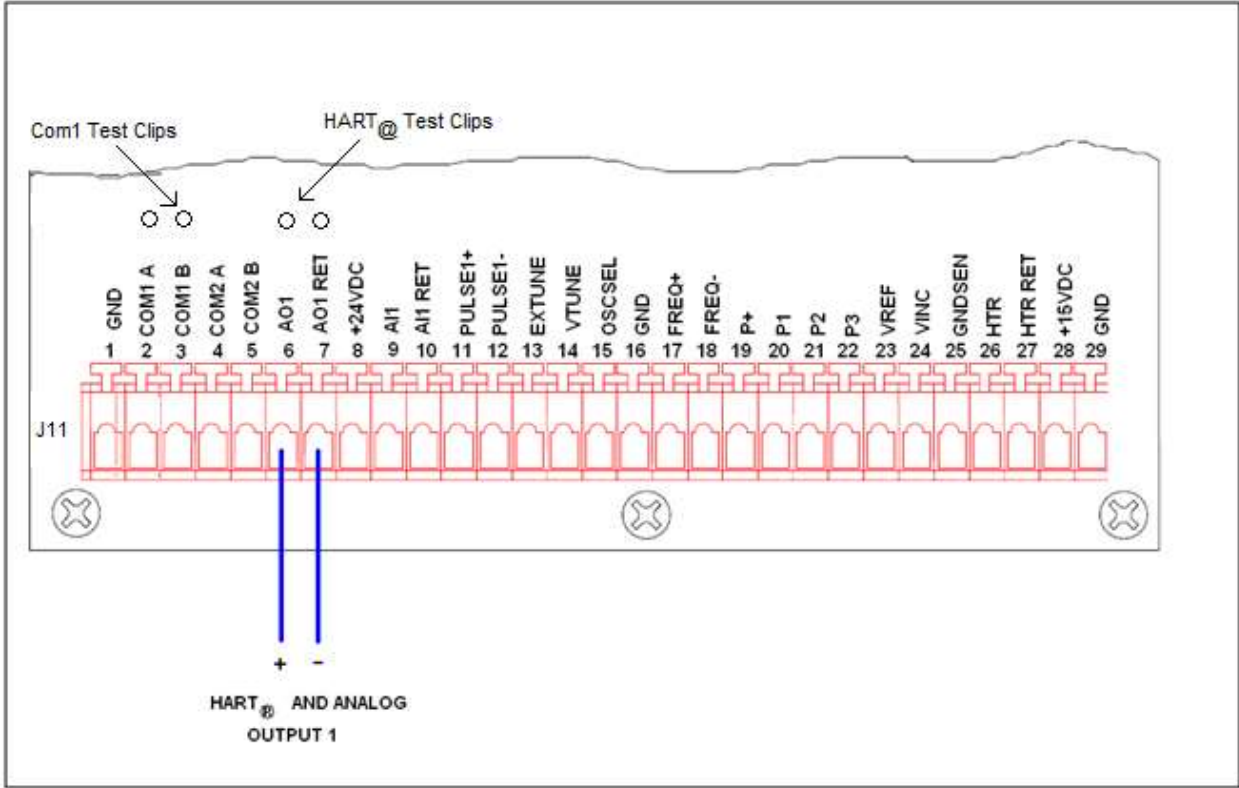 Com1 Test Clips
HART@ Test Clips
GND
COM1 A
COM1 B
COM2 A
COM2 B
AO1
AO1 RET
+24VDC
AI1
AI1 RET
PULSE1+
PULSE1-
EXTUNE
VTUNE
OSCSEL
GND
FREQ+
FREQ-
P+
P1
P2
P3
VREF
VINC
GNDSEN
HTR
HTR RET
+15VDC
GND
1 2 3 4 5 6 7 8 9 10 11 12 13 14 15 16 17 18 19 20 21 22 23 24 25 26 27 28 29
J11
+ -
HART® AND ANALOG
OUTPUT 1